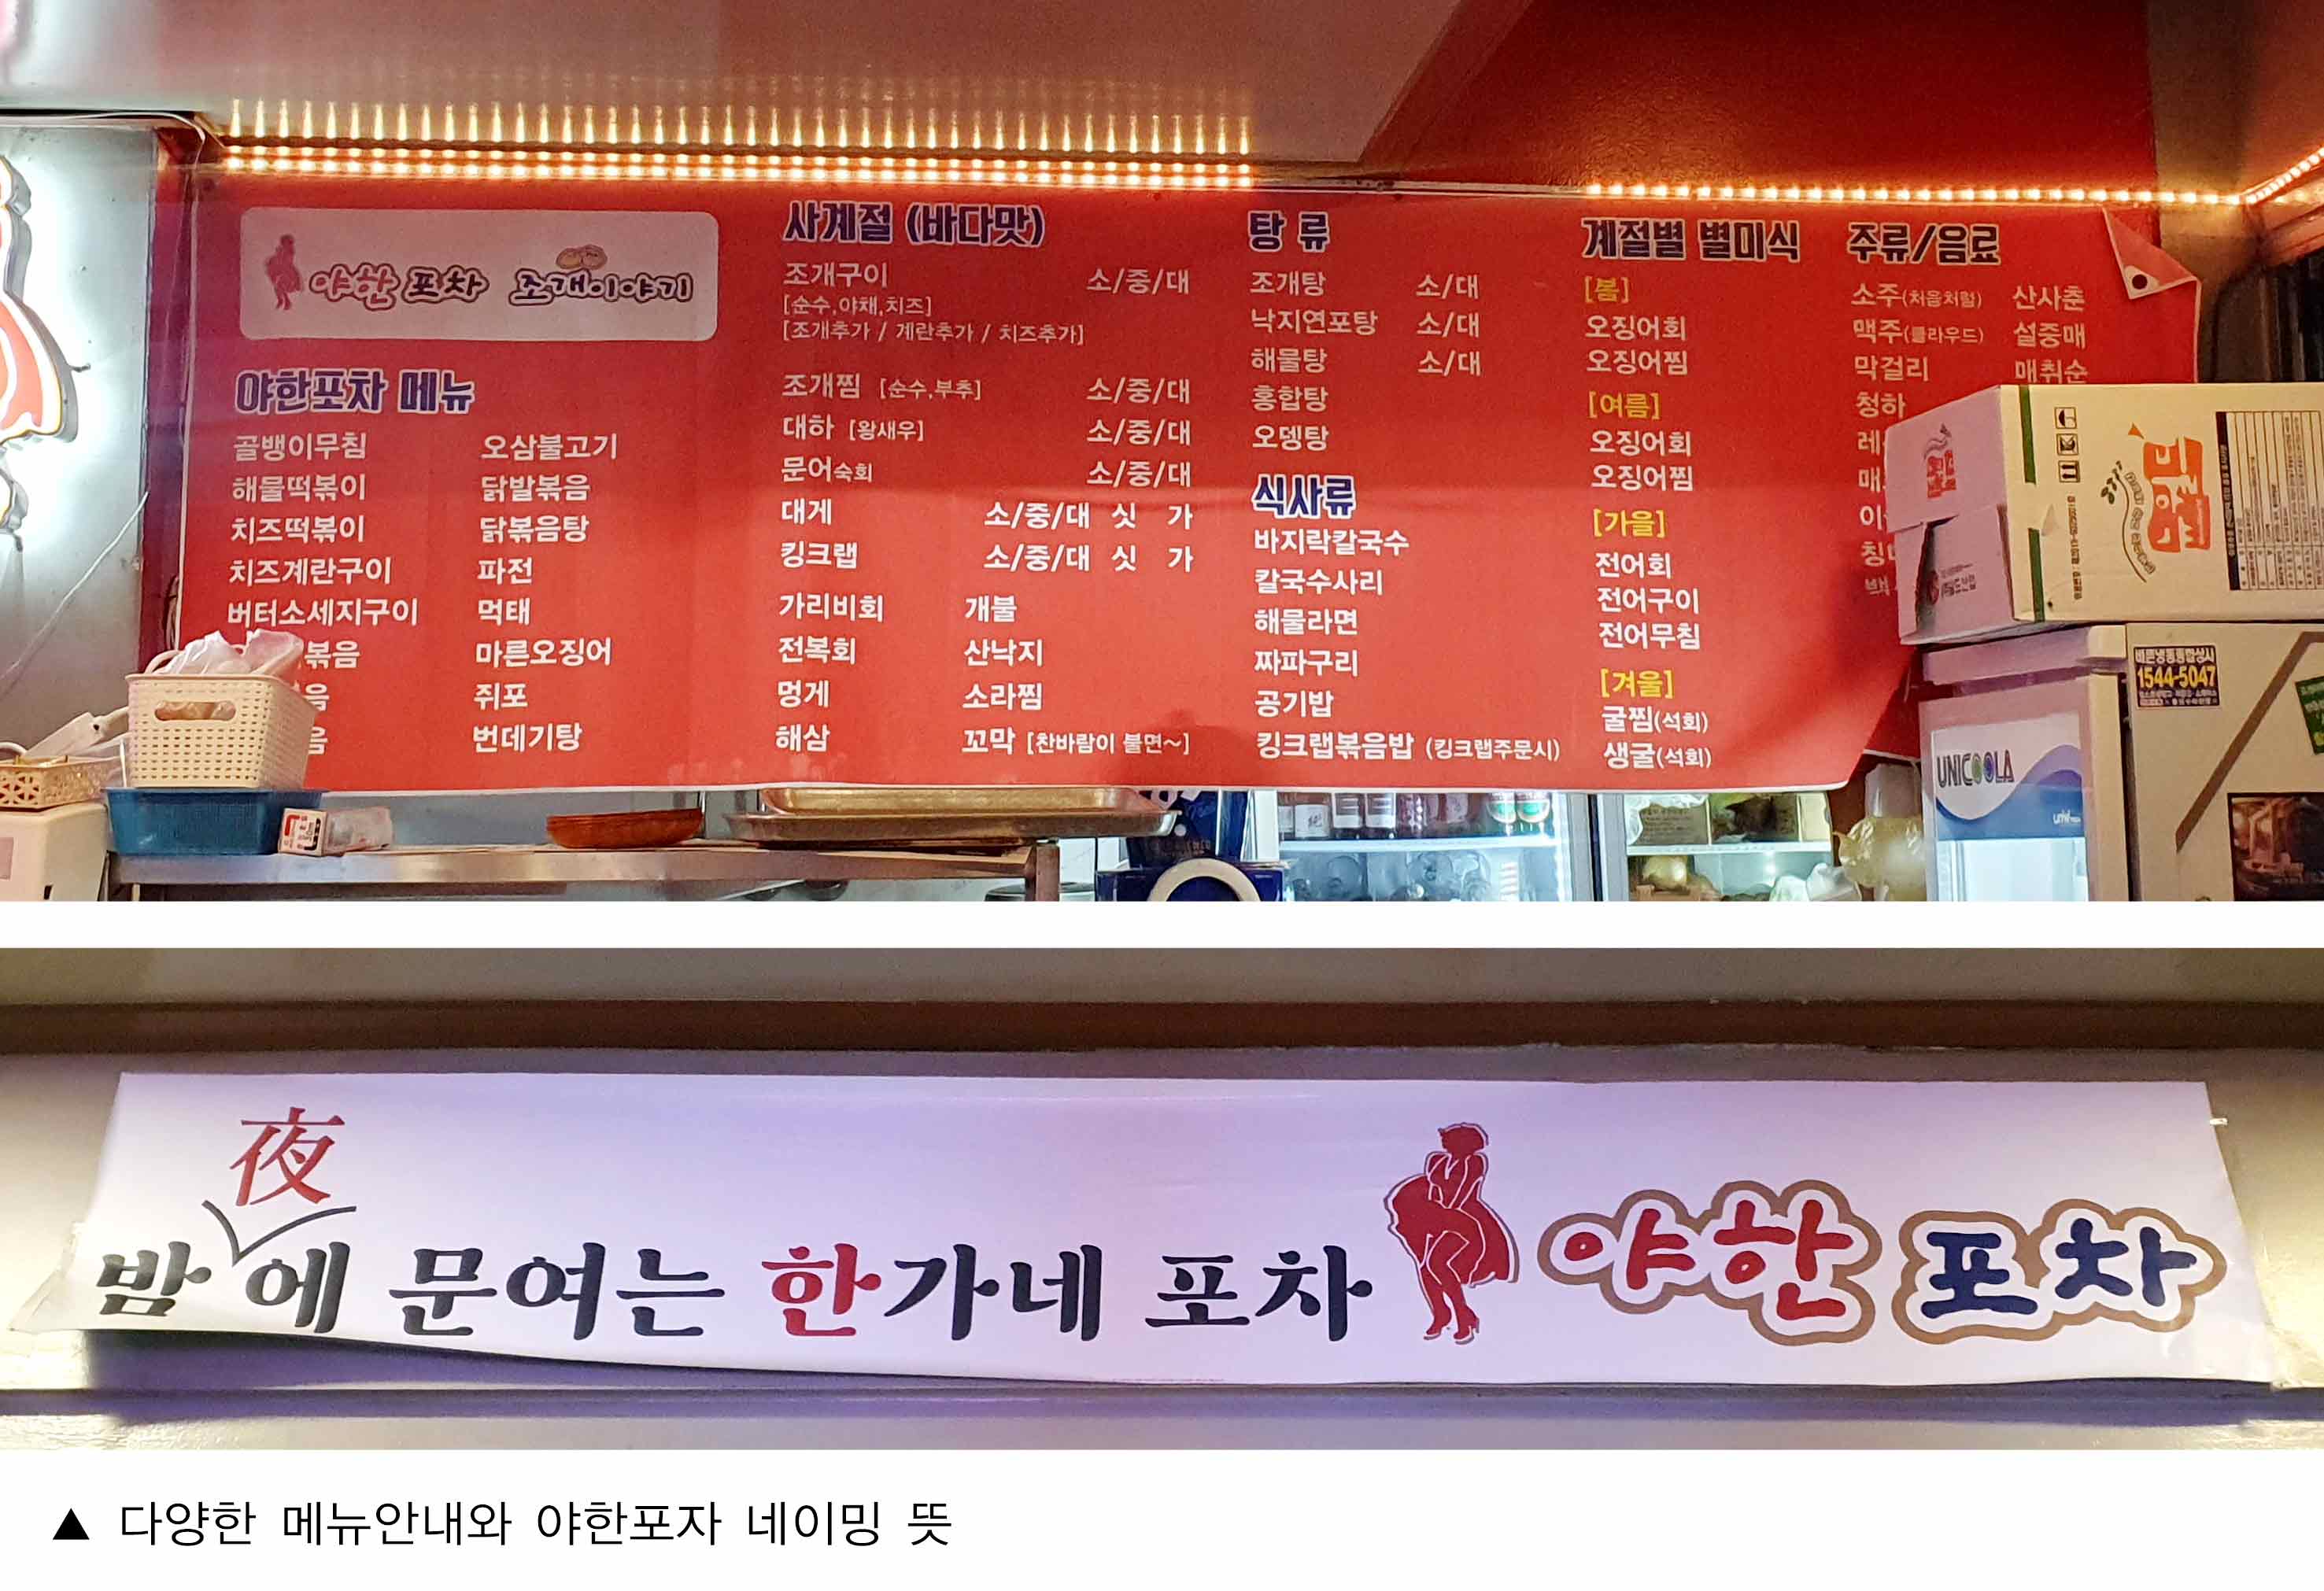 야한 포차 조개이야기
야한포차 메뉴
골뱅이무침
해물떡볶이
치즈떡볶이
치즈계란구이
버터소세지구이
볶음
음
음
오삼불고기
닭발볶음
닭볶음탕
파전
먹태
마른오징어
쥐포
번데기탕
사계절 (바다맛)
조개구이 소/중/대
[순수,야채,치즈]
[조개추가 / 계란추가 / 치즈추가]
조개찜 [순수,부추] 소/중/대
대하 [왕새우] 소/중/대
문어숙회 소/중/대
대게 소/중/대 싯 가
킹크랩 소/중/대 싯 가
가리비회 개불
전복회 산낙지
멍게 소라찜
해삼 꼬막 [찬바람이 불면~]
탕 류
조개탕 소/대
낙지연포탕 소/대
해물탕 소/대
홍합탕
오뎅탕
식사류
바지락칼국수
칼국수사리
해물라면
짜파구리
공기밥
킹크랩볶음밥 (킹크랩주문시)
계절별 별미식
[봄]
오징어회
오징어찜
[여름]
오징어회
오징어찜
[가을]
전어회
전어구이
전어무침
[겨울]
굴찜(석회)
생굴(석회)
주류/음료
소주(처음처럼) 산사춘
맥주(클라우드) 설중매
막걸리 매취순
청하
레
매
이
칭
백
1544-5047
UNICOOLA
夜
밤에 문여는 한가네 포차 야한 포차
▲ 다양한 메뉴안내와 야한포자 네이밍 뜻